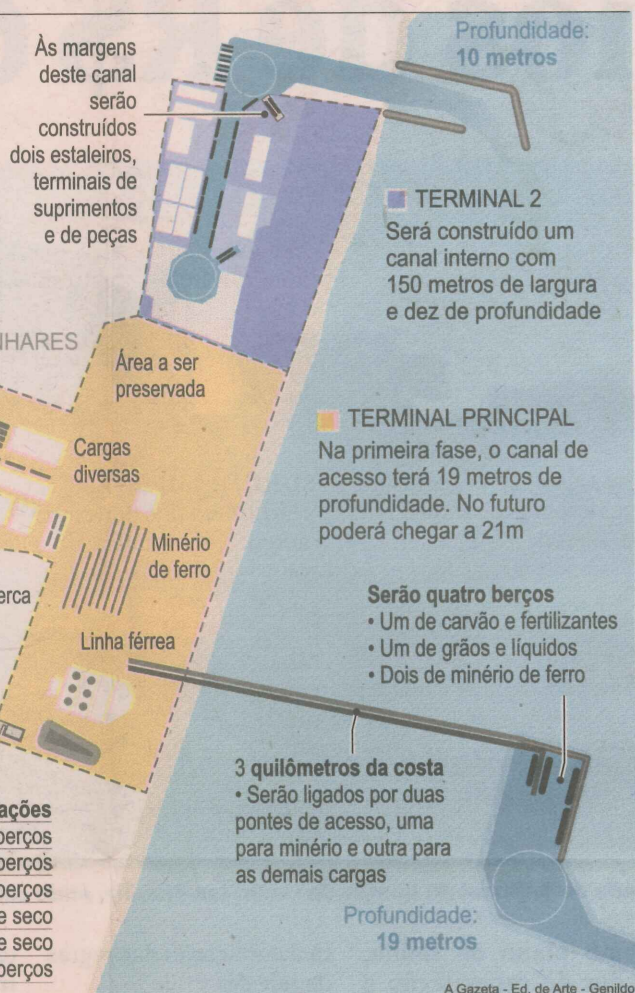 Às margens
deste canal
serão
construídos
dois estaleiros,
terminais de
suprimentos
e de peças
Profundidade:
10 metros
TERMINAL 2
Será construído um
canal interno com
150 metros de largura
e dez de profundidade
NHARES
Área a ser
preservada
TERMINAL PRINCIPAL
Na primeira fase, o canal de
acesso terá 19 metros de
profundidade. No futuro
poderá chegar a 21m
Cargas
diversas
Minério
de ferro
erca
Linha férrea
Serão quatro berços
• Um de carvão e fertilizantes
• Um de grãos e líquidos
• Dois de minério de ferro
3 quilômetros da costa
• Serão ligados por duas
pontes de acesso, uma
para minério e outra para
as demais cargas
Profundidade:
19 metros
ações
berços
berços
berços
e seco
e seco
berços
A Gazeta - Ed. de Arte - Genildo